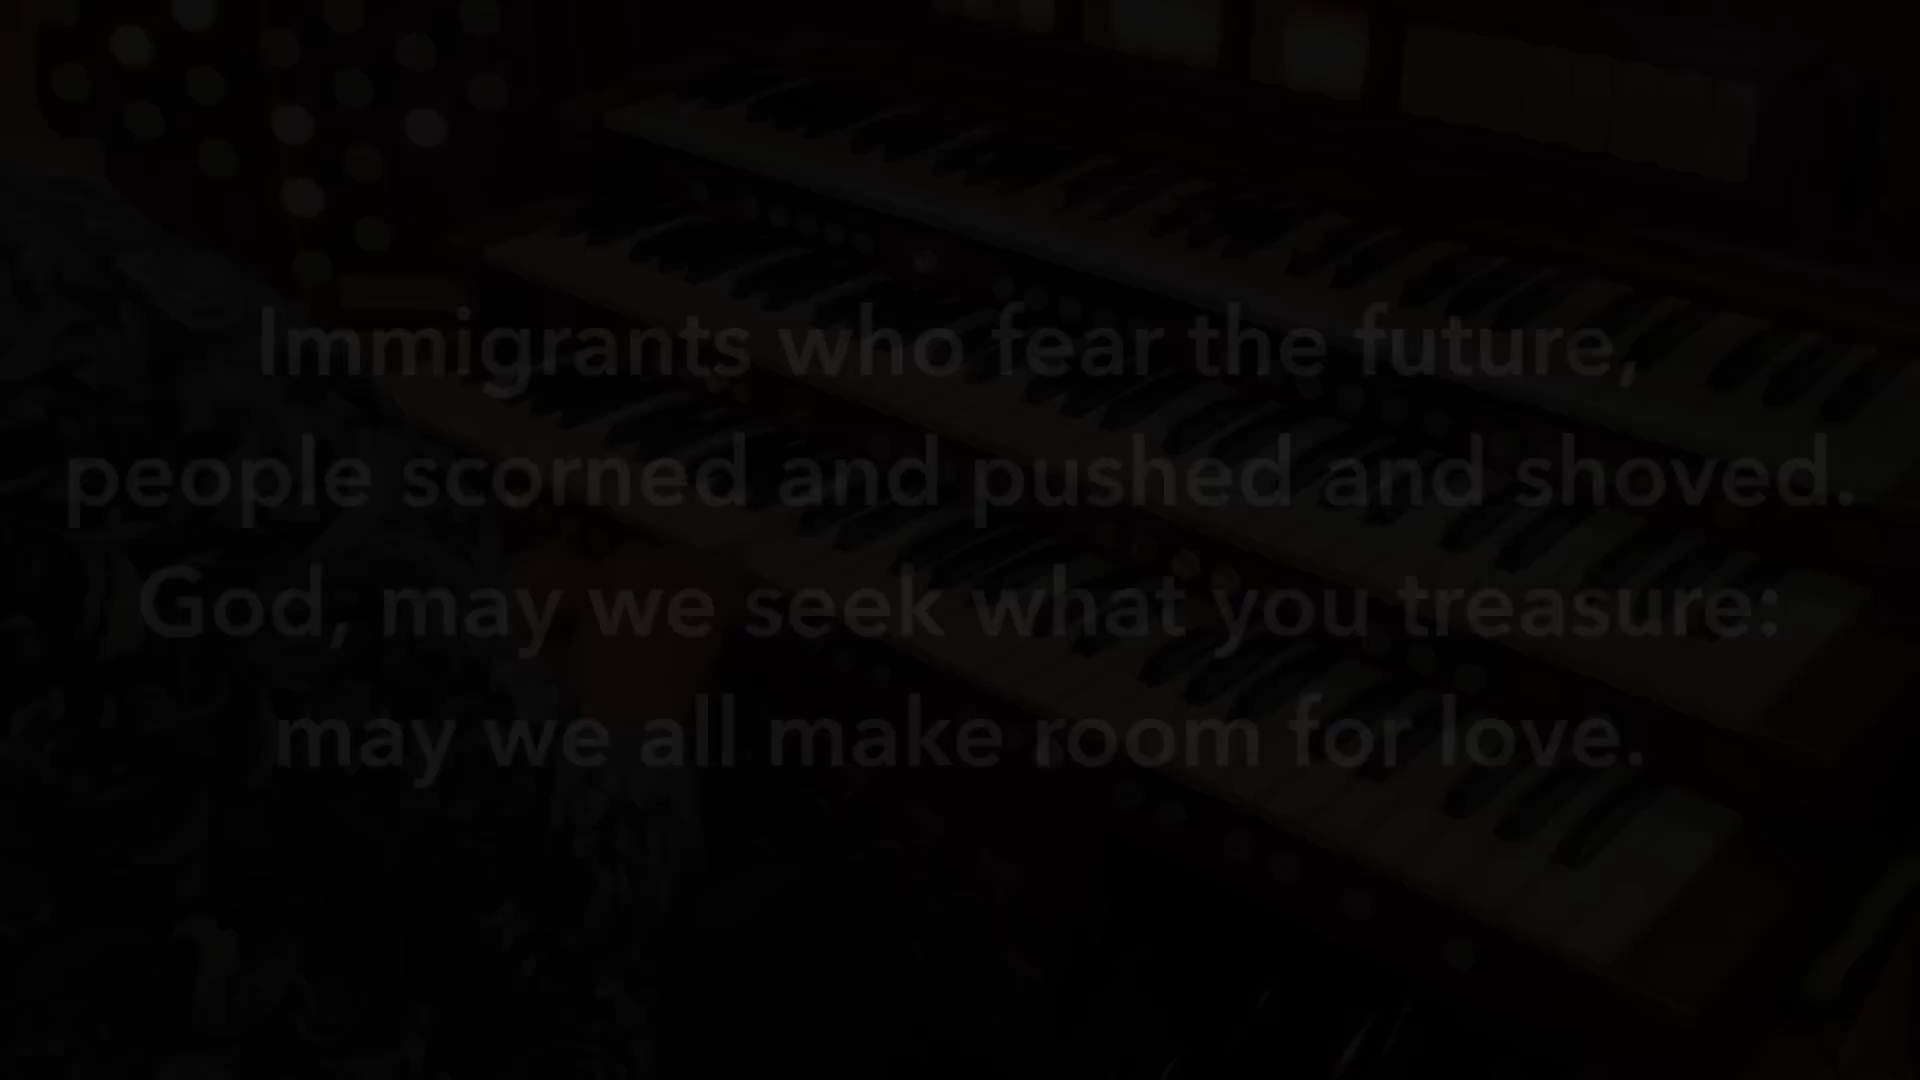 Immigrants who fear the future,
people scorned and pushed and shoved.
God, may we seek what you treasure:
may we all make room for love.